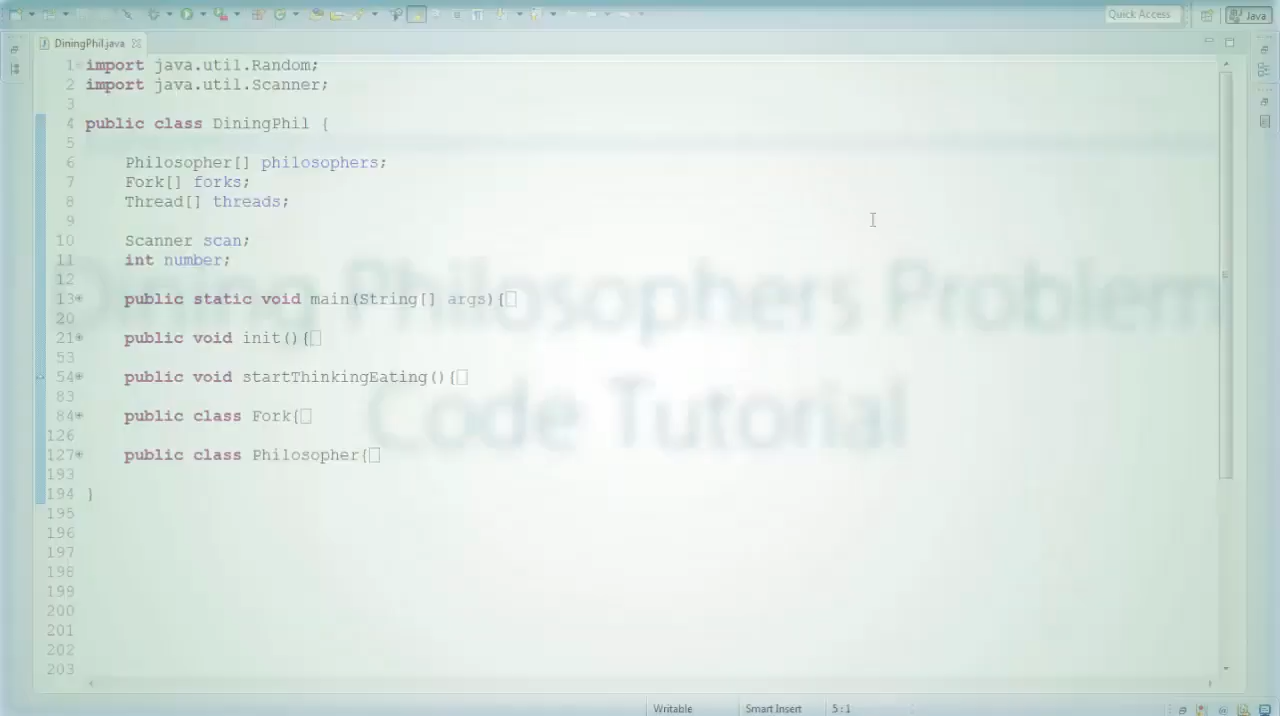 Quick Access
Java
DiningPhil.java
1 import java.util.Random;
2 import java.util.Scanner;
3
4 public class DiningPhil {
5
6 Philosopher[] philosophers;
7 Fork[] forks;
8 Thread[] threads;
9
10 Scanner scan;
11 int number;
12
13 public static void main(String[] args){
20
21 public void init(){
53
54 public void startThinkingEating(){
83
84 public class Fork{
126
127 public class Philosopher{
193
194 }
195
196
197
198
199
200
201
202
203
Dining Philosophers Problem
Code Tutorial
Writable
Smart Insert
5 : 1